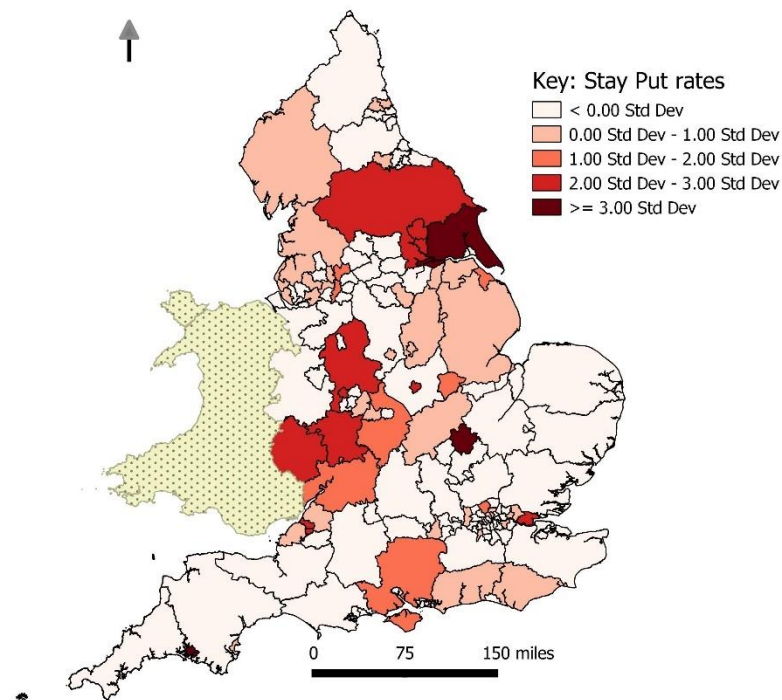 Key: Stay Put rates
< 0.00 Std Dev
0.00 Std Dev - 1.00 Std Dev
1.00 Std Dev - 2.00 Std Dev
2.00 Std Dev - 3.00 Std Dev
>= 3.00 Std Dev
0 75 150 miles